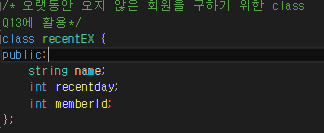 /* 오랫동안 오지 않은 회원을 구하기 위한 class
Q13에 활용*/
class recentEX {
public:
string name;
int recentday;
int memberId;
};